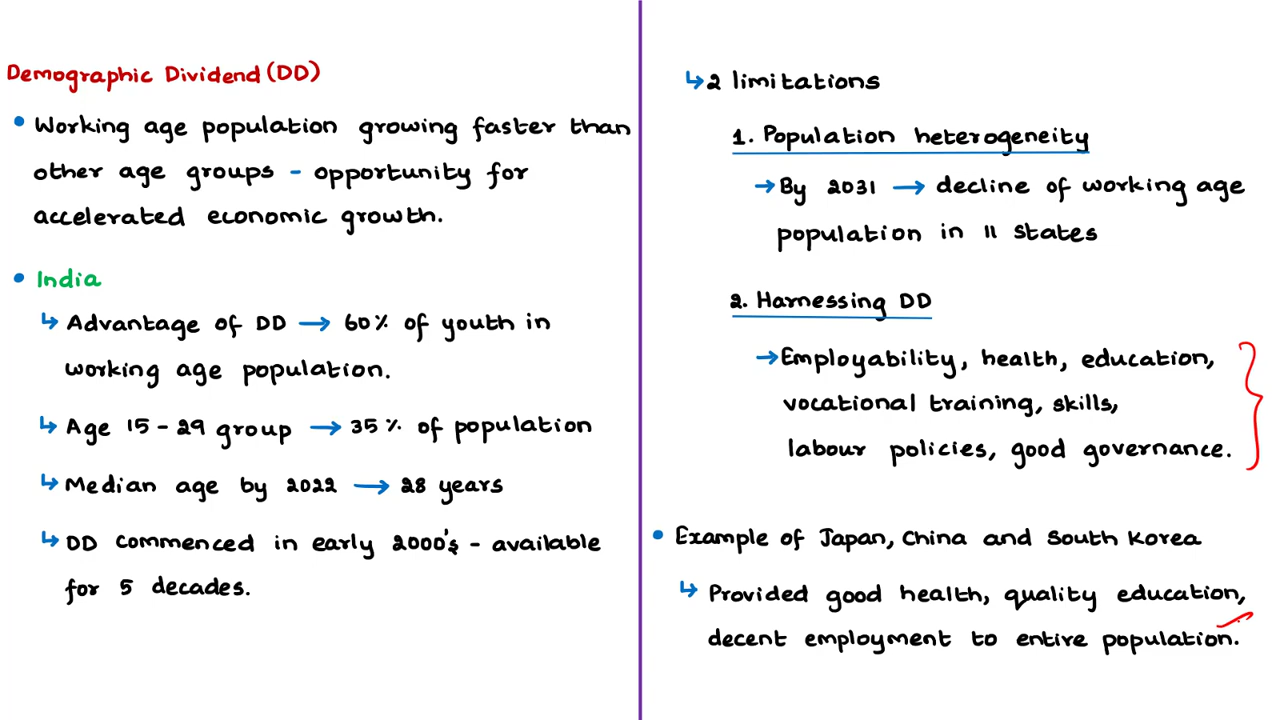 Demographic Dividend (DD)
• Working age population growing faster than
other age groups - opportunity for
accelerated economic growth.
• India
↳ Advantage of DD → 60% of youth in
working age population.
↳ Age 15-29 group → 35% of population
↳ Median age by 2022 → 28 years
↳ DD commenced in early 2000's - available
for 5 decades.
↳ 2 limitations
1. Population heterogeneity
→ By 2031 → decline of working age
population in 11 states
2. Harnessing DD
→ Employability, health, education,
vocational training, skills,
labour policies, good governance.
• Example of Japan, China and South Korea
↳ Provided good health, quality education,
decent employment to entire population.